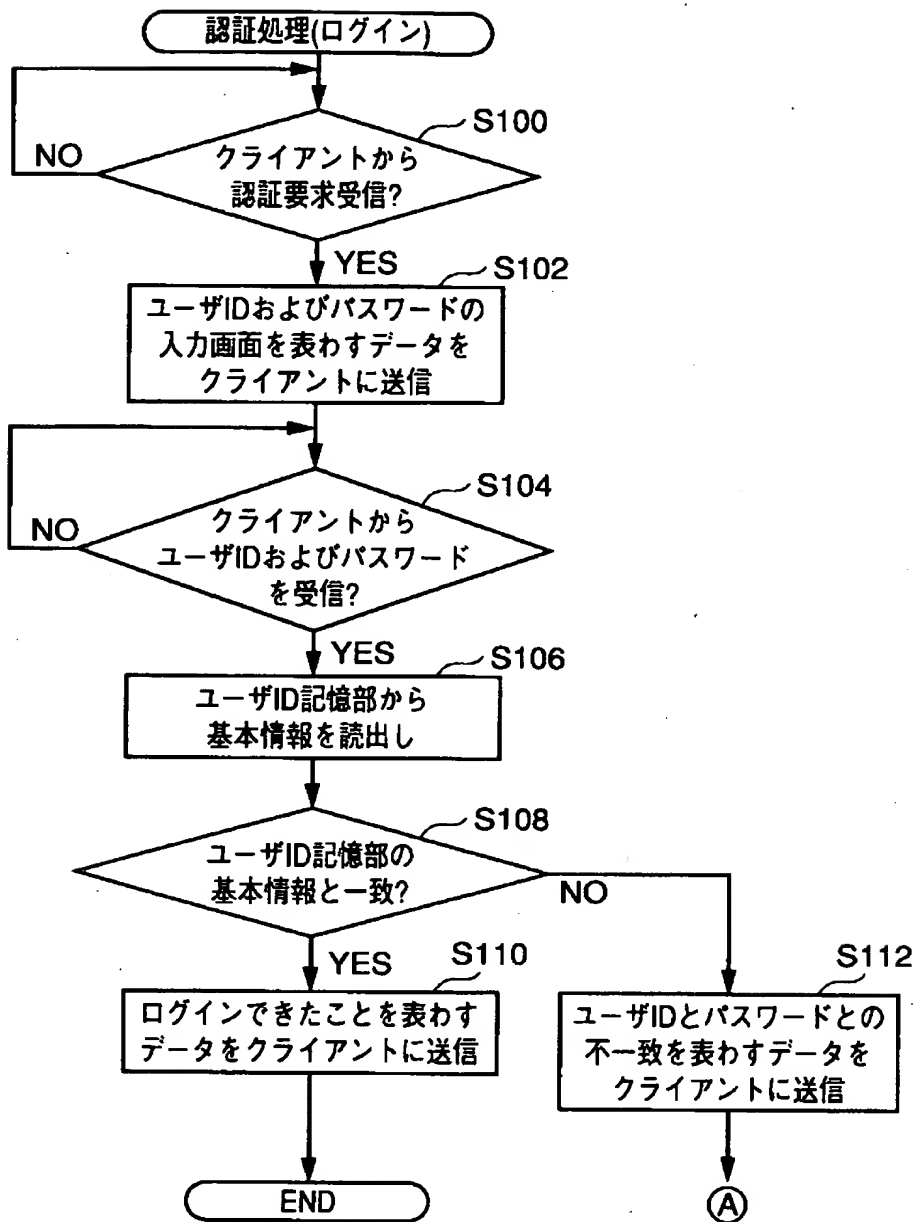 認証処理(ログイン)
S100
クライアントから
認証要求受信?
NO
YES
S102
ユーザIDおよびパスワードの
入力画面を表わすデータを
クライアントに送信
S104
クライアントから
ユーザIDおよびパスワード
を受信?
NO
YES
S106
ユーザID記憶部から
基本情報を読出し
S108
ユーザID記憶部の
基本情報と一致?
NO
YES
S110
ログインできたことを表わす
データをクライアントに送信
S112
ユーザIDとパスワードとの
不一致を表わすデータを
クライアントに送信
END
A